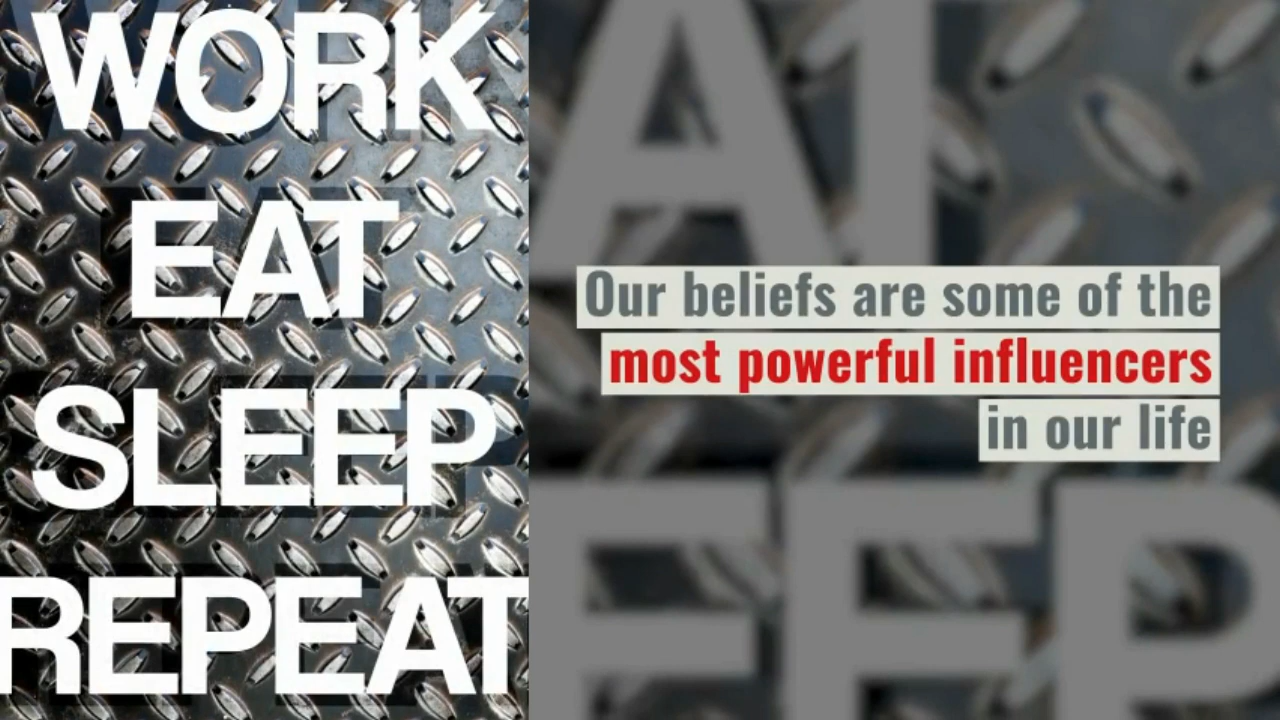 WORK
EAT
SLEEP
REPEAT
Our beliefs are some of the
most powerful influencers
in our life